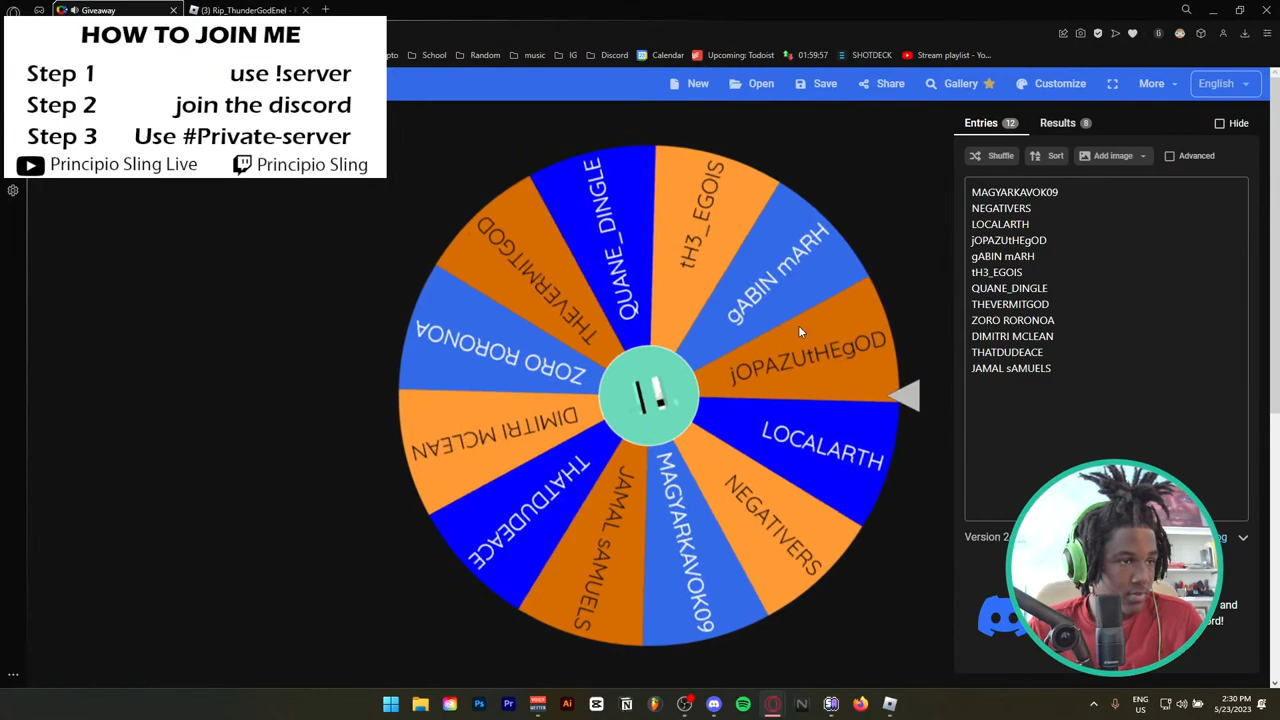 Giveaway
(3) Rip_ThunderGodEnel -
HOW TO JOIN ME
Step 1 use !server
Step 2 join the discord
Step 3 Use #Private-server
Principio Sling Live Principio Sling
School Random music IG Discord Calendar Upcoming: Todoist 01:59:57 SHOTDECK Stream playlist - Yo...
New Open Save Share Gallery Customize More English
Entries 12 Results 8 Hide
Shuffle Sort Add image Advanced
MAGYARKAVOK09
NEGATIVERS
LOCALARTH
jOPAZUtHEgOD
gABIN mARH
tH3_EGOIS
QUANE_DINGLE
THEVERMITGOD
ZORO RORONOA
DIMITRI MCLEAN
THATDUDEACE
JAMAL sAMUELS
QUANE_DINGLE
tH3_EGOIS
gABIN mARH
jOPAZUtHEgOD
LOCALARTH
NEGATIVERS
MAGYARKAVOK09
JAMAL sAMUELS
THATDUDEACE
DIMITRI MCLEAN
ZORO RORONOA
THEVERMITGOD
Version 2
and
ENG
US
2:30 PM
5/23/2023